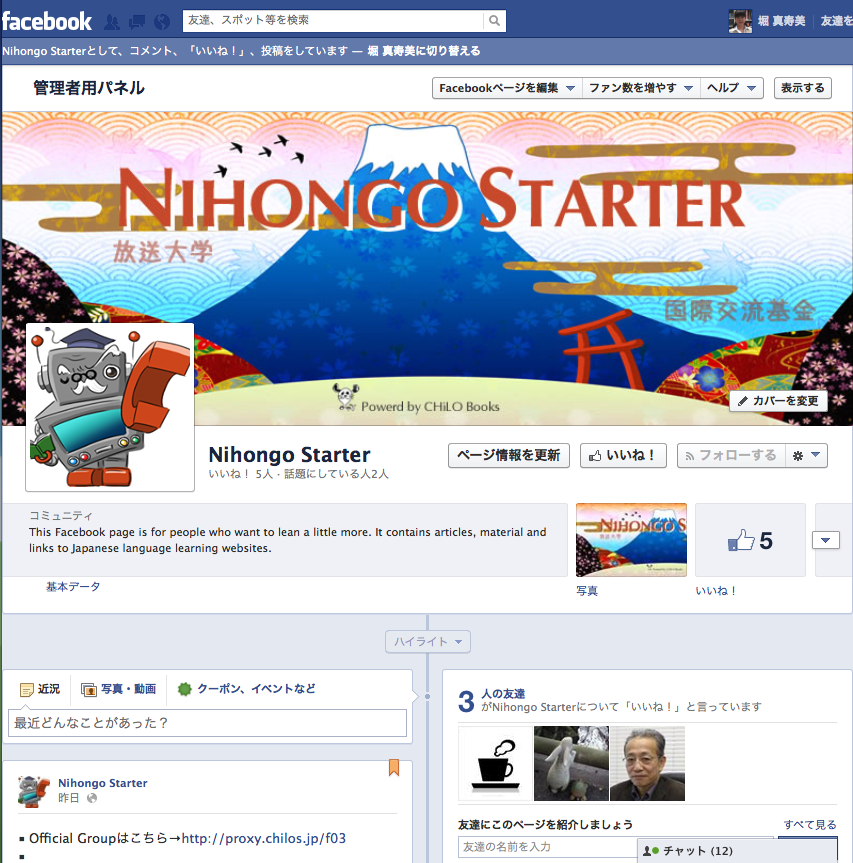 facebook
友達、スポット等を検索
堀 真寿美
友達を
Nihongo Starterとして、コメント、「いいね！」、投稿をしています — 堀 真寿美に切り替える
管理者用パネル
Facebookページを編集
ファン数を増やす
ヘルプ
表示する
NIHONGO STARTER
放送大学
国際交流基金
Powerd by CHiLO Books
カバーを変更
Nihongo Starter
いいね！ 5人・話題にしている人2人
ページ情報を更新
いいね！
フォローする
コミュニティ
This Facebook page is for people who want to lean a little more. It contains articles, material and
links to Japanese language learning websites.
基本データ
NIHONGO S
放送大学
写真
5
いいね！
ハイライト
近況
写真・動画
クーポン、イベントなど
最近どんなことがあった？
3 人の友達
がNihongo Starterについて「いいね！」と言っています
Nihongo Starter
昨日
▪ Official Groupはこちら→http://proxy.chilos.jp/f03
▪
友達にこのページを紹介しましょう
すべて見る
友達の名前を入力
チャット (12)